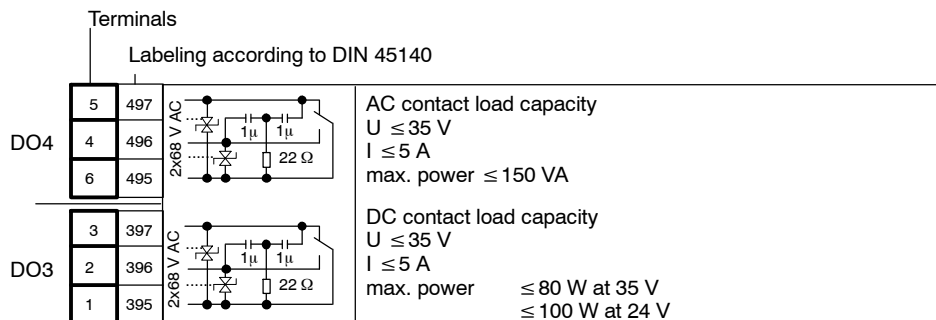 Terminals
Labeling according to DIN 45140
DO4
5 497
4 496
6 495
2x68 V AC
1µ 1µ
22 Ω
AC contact load capacity
U ≤ 35 V
I ≤ 5 A
max. power ≤ 150 VA
DO3
3 397
2 396
1 395
2x68 V AC
1µ 1µ
22 Ω
DC contact load capacity
U ≤ 35 V
I ≤ 5 A
max. power ≤ 80 W at 35 V
≤ 100 W at 24 V